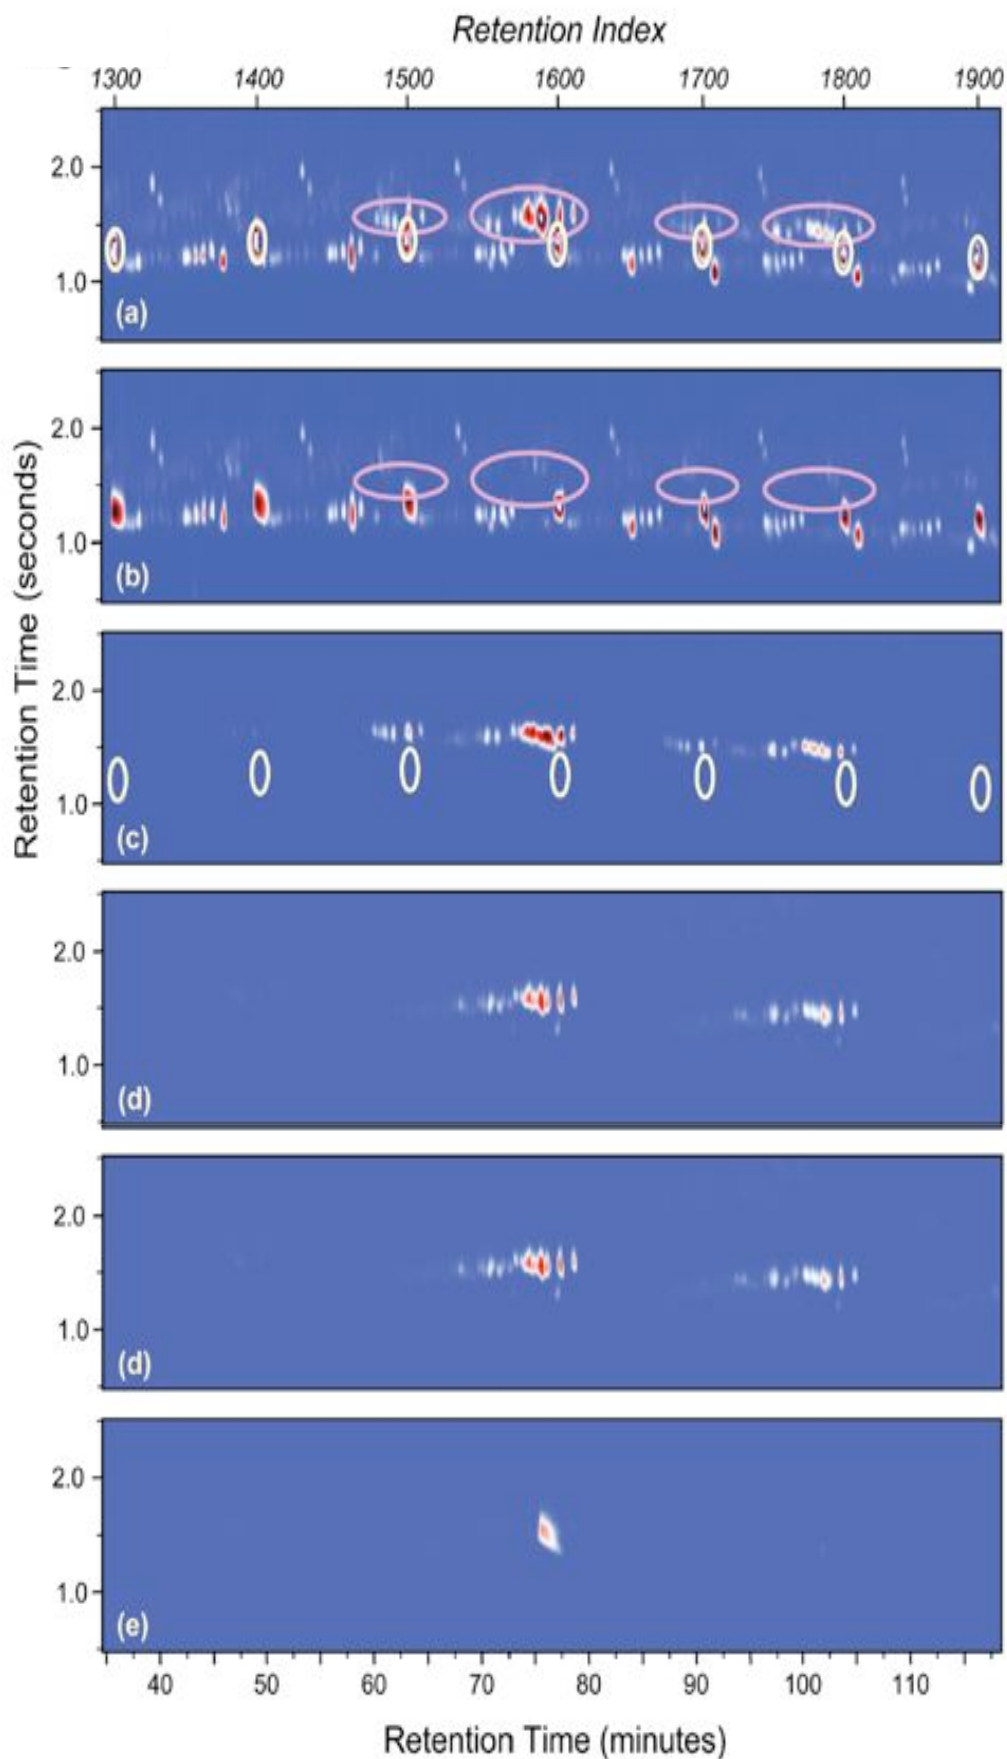 Retention Index
1300 1400 1500 1600 1700 1800 1900
2.0
1.0
(a)
2.0
1.0
(b)
2.0
1.0
(c)
2.0
1.0
(d)
2.0
1.0
(d)
2.0
1.0
(e)
Retention Time (seconds)
40 50 60 70 80 90 100 110
Retention Time (minutes)